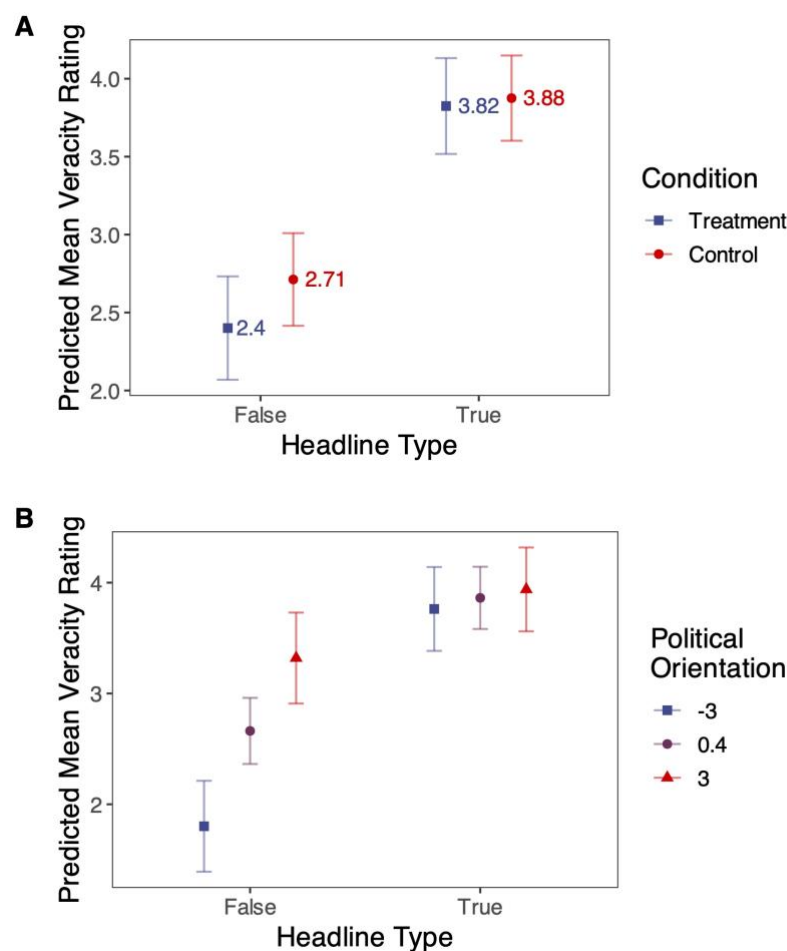 A
Predicted Mean Veracity Rating
4.0
3.5
3.0
2.5
2.0
2.4
2.71
3.82
3.88
False
True
Headline Type
Condition
Treatment
Control
B
Predicted Mean Veracity Rating
4
3
2
False
True
Headline Type
Political
Orientation
-3
0.4
3